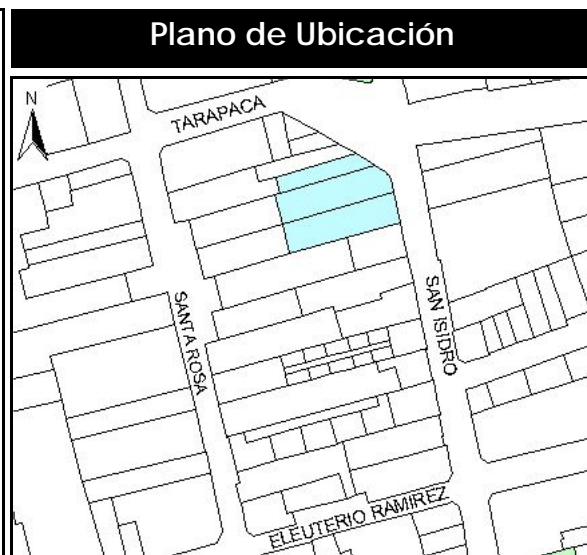 Plano de Ubicación
N
TARAPACA
SANTA ROSA
SAN ISIDRO
ELEUTERIO RAMIREZ